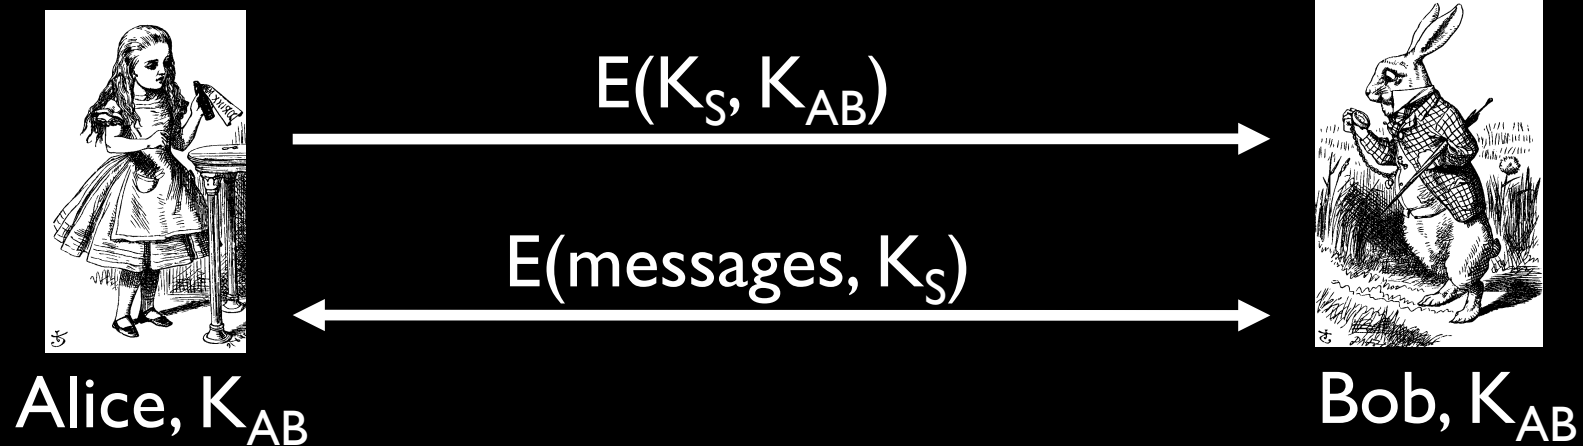 E(K_S, K_AB)
E(messages, K_S)
Alice, K_AB
Bob, K_AB